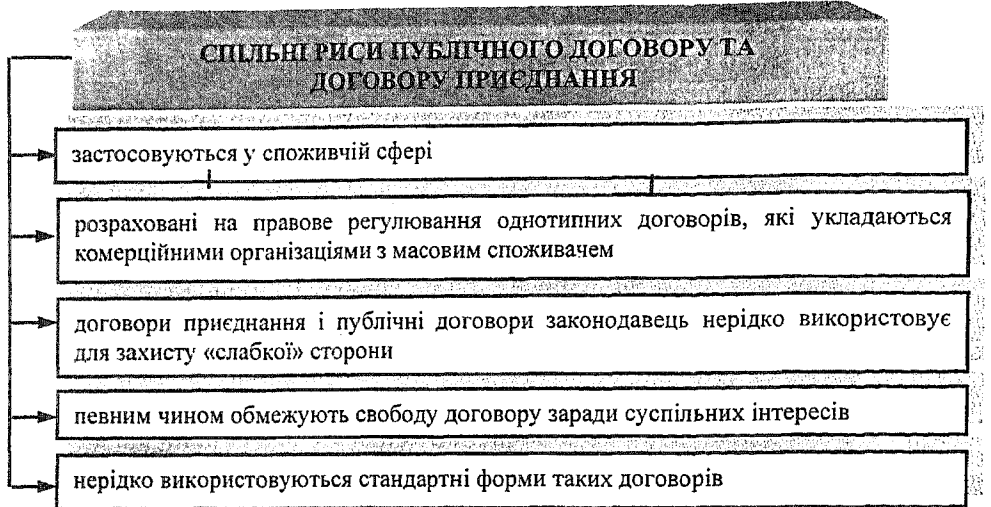 СПІЛЬНІ РИСИ ПУБЛІЧНОГО ДОГОВОРУ ТА
ДОГОВОРУ ПРИЄДНАННЯ
застосовуються у споживчій сфері
розраховані на правове регулювання однотипних договорів, які укладаються
комерційними організаціями з масовим споживачем
договори приєднання і публічні договори законодавець нерідко використовує
для захисту «слабкої» сторони
певним чином обмежують свободу договору заради суспільних інтересів
нерідко використовуються стандартні форми таких договорів